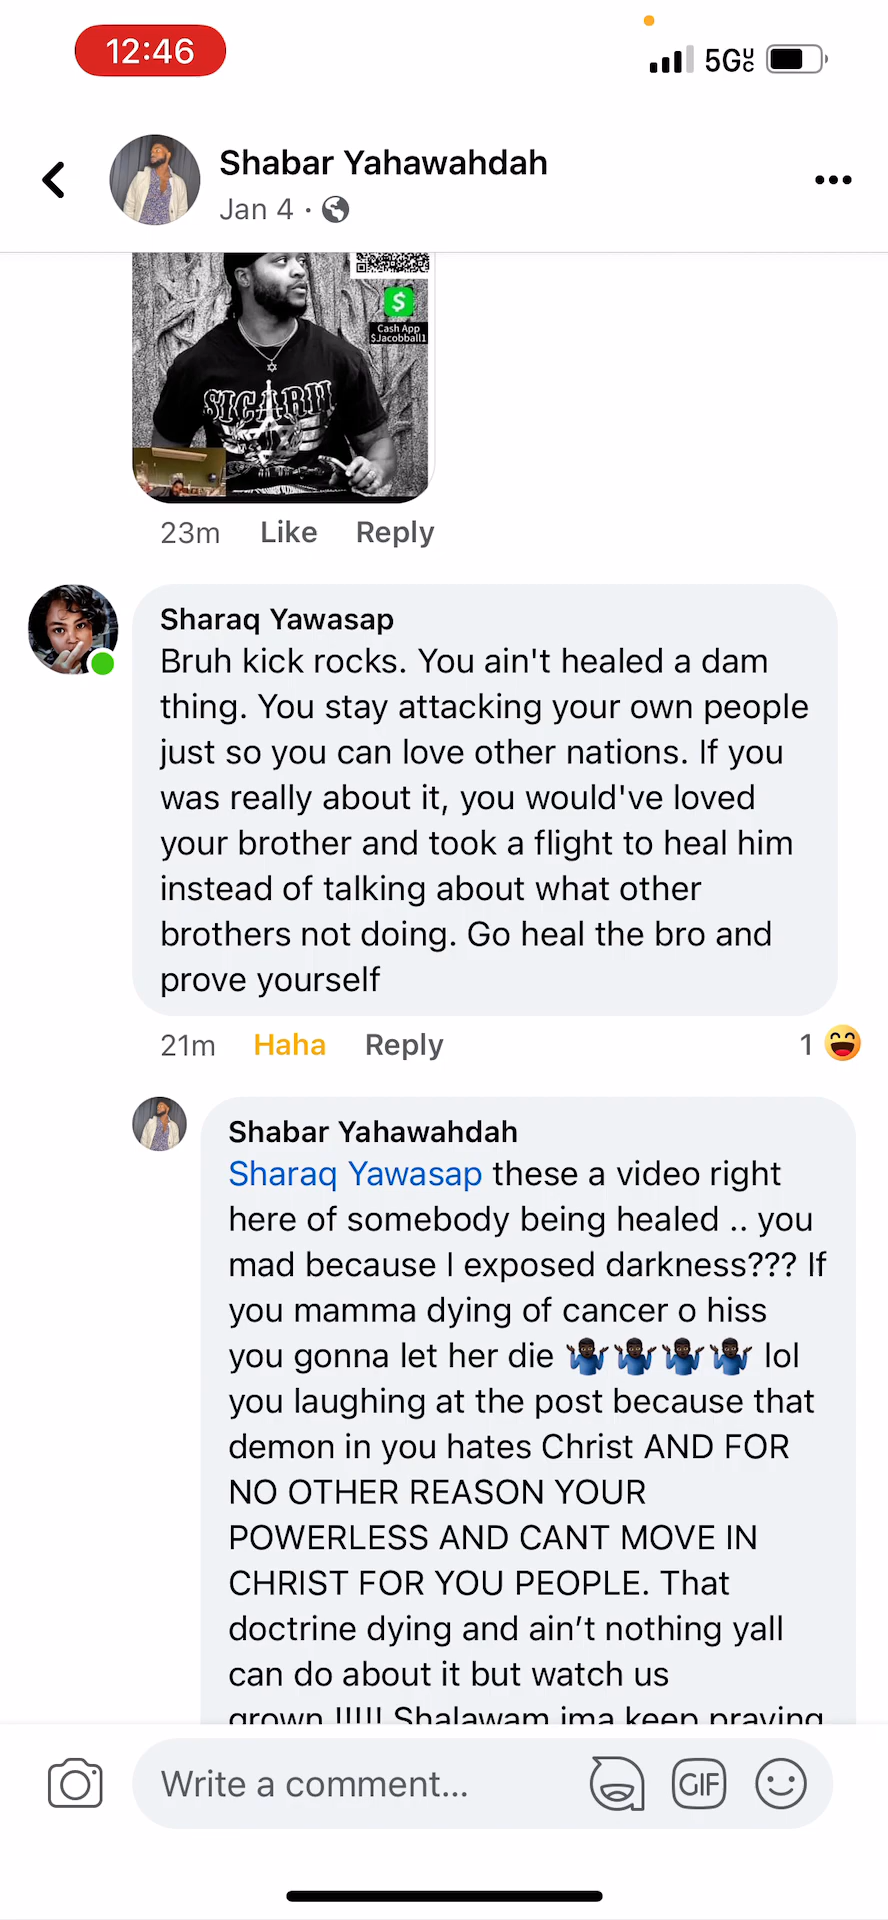 12:46
5GUC
Shabar Yahawahdah
Jan 4 ·
$
Cash App
$Jacobball1
SICARII
23m Like Reply
Sharaq Yawasap
Bruh kick rocks. You ain't healed a dam
thing. You stay attacking your own people
just so you can love other nations. If you
was really about it, you would've loved
your brother and took a flight to heal him
instead of talking about what other
brothers not doing. Go heal the bro and
prove yourself
21m Haha Reply 1 😄
Shabar Yahawahdah
Sharaq Yawasap these a video right
here of somebody being healed .. you
mad because I exposed darkness??? If
you mamma dying of cancer o hiss
you gonna let her die 🤷🏿‍♂️🤷🏿‍♂️🤷🏿‍♂️🤷🏿‍♂️ lol
you laughing at the post because that
demon in you hates Christ AND FOR
NO OTHER REASON YOUR
POWERLESS AND CANT MOVE IN
CHRIST FOR YOU PEOPLE. That
doctrine dying and ain’t nothing yall
can do about it but watch us
grown !!!!! Shalawam ima keep praying
Write a comment...
GIF